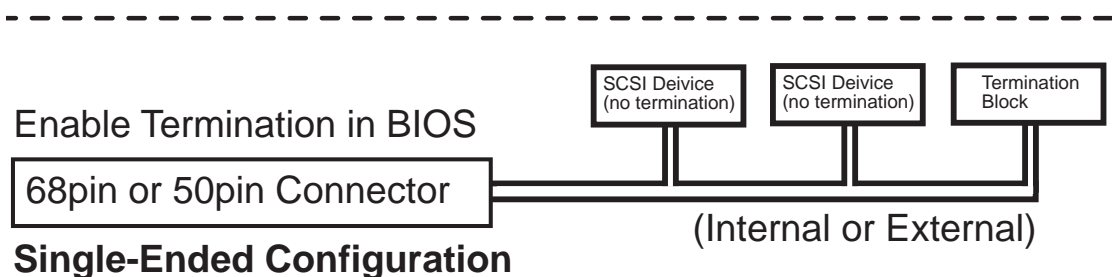 SCSI Deivice
(no termination)
SCSI Deivice
(no termination)
Termination
Block
Enable Termination in BIOS
68pin or 50pin Connector
(Internal or External)
Single-Ended Configuration